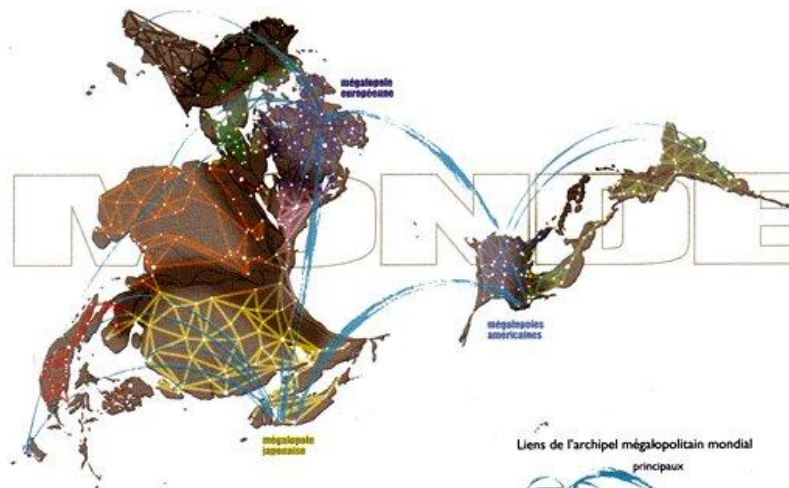 mégalopole
européenne
MONDE
mégalopoles
américaines
mégalopole
japonaise
Liens de l'archipel mégalopolitain mondial
principaux